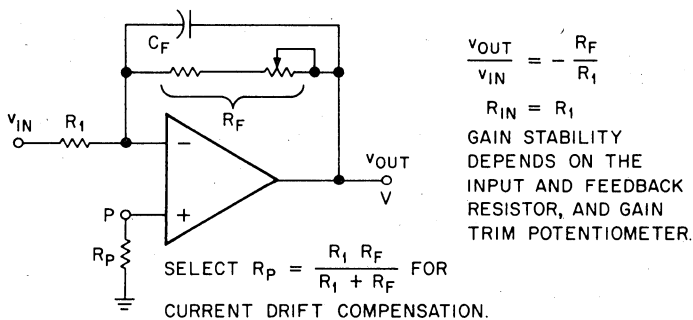 C_F
R_F
v_IN
R_1
−
+
P
R_P
v_OUT
V
v_OUT / v_IN = − R_F / R_1
R_IN = R_1
GAIN STABILITY
DEPENDS ON THE
INPUT AND FEEDBACK
RESISTOR, AND GAIN
TRIM POTENTIOMETER.
SELECT R_P = R_1 R_F / R_1 + R_F FOR
CURRENT DRIFT COMPENSATION.